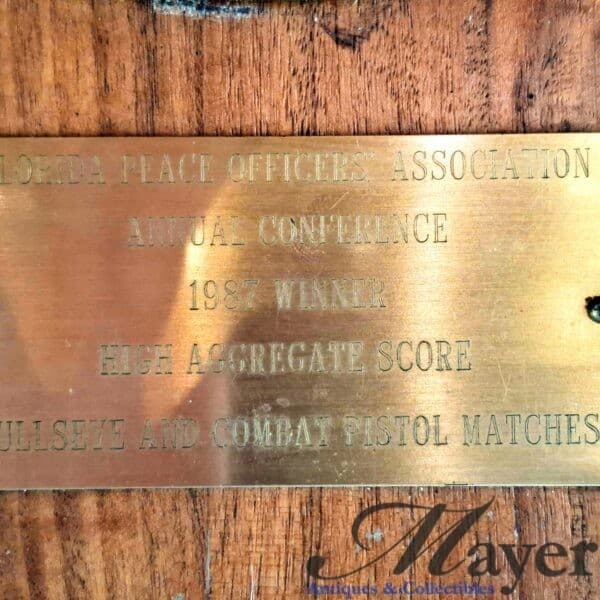 LORIDA PEACE OFFICERS' ASSOCIATION
ANNUAL CONFERENCE
1987 WINNER
HIGH AGGREGATE SCORE
ULLSEYE AND COMBAT PISTOL MATCHES
Mayer
Antiques & Collectibles